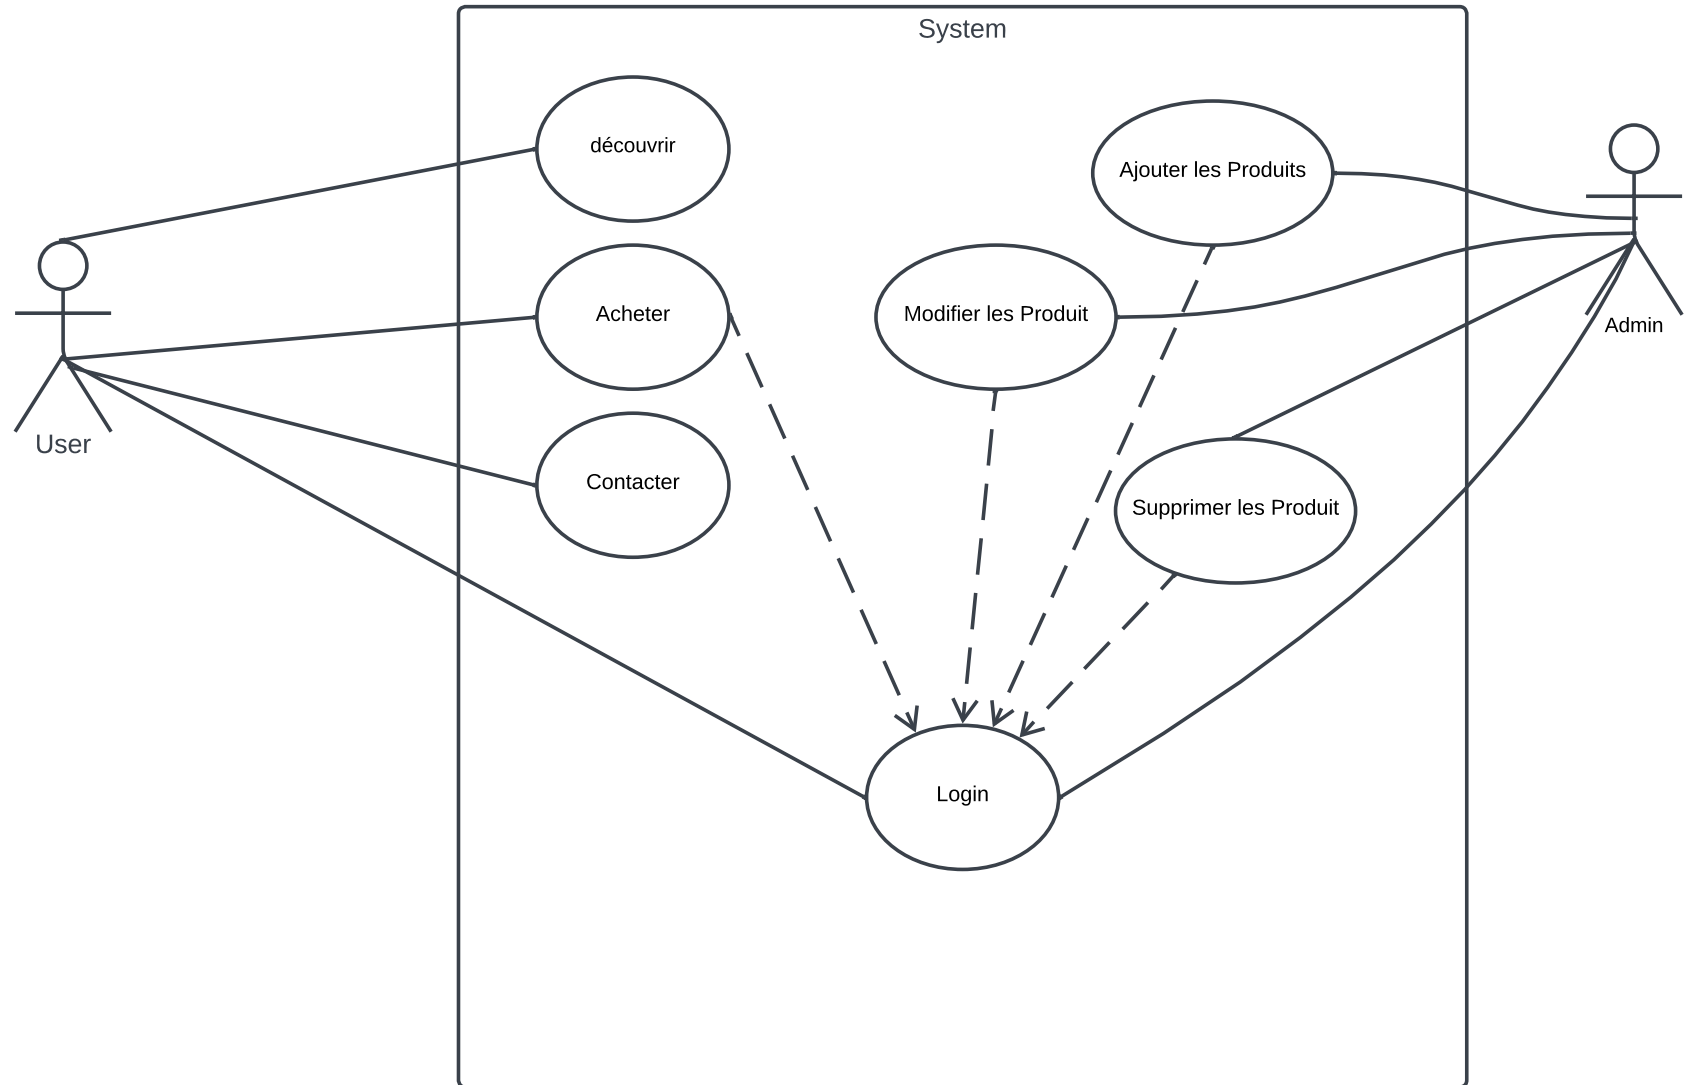 System
découvrir
Ajouter les Produits
Acheter
Modifier les Produit
Admin
User
Contacter
Supprimer les Produit
Login